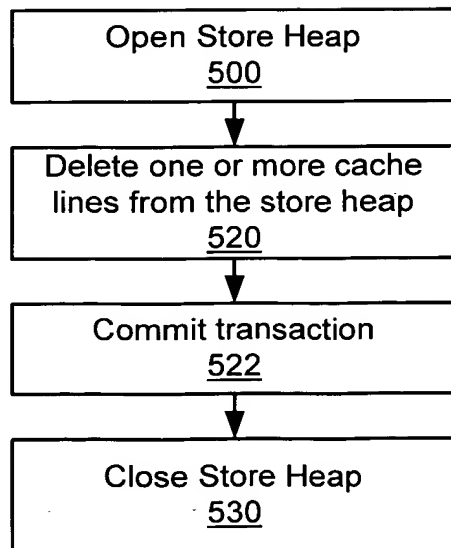 Open Store Heap
500
Delete one or more cache
lines from the store heap
520
Commit transaction
522
Close Store Heap
530